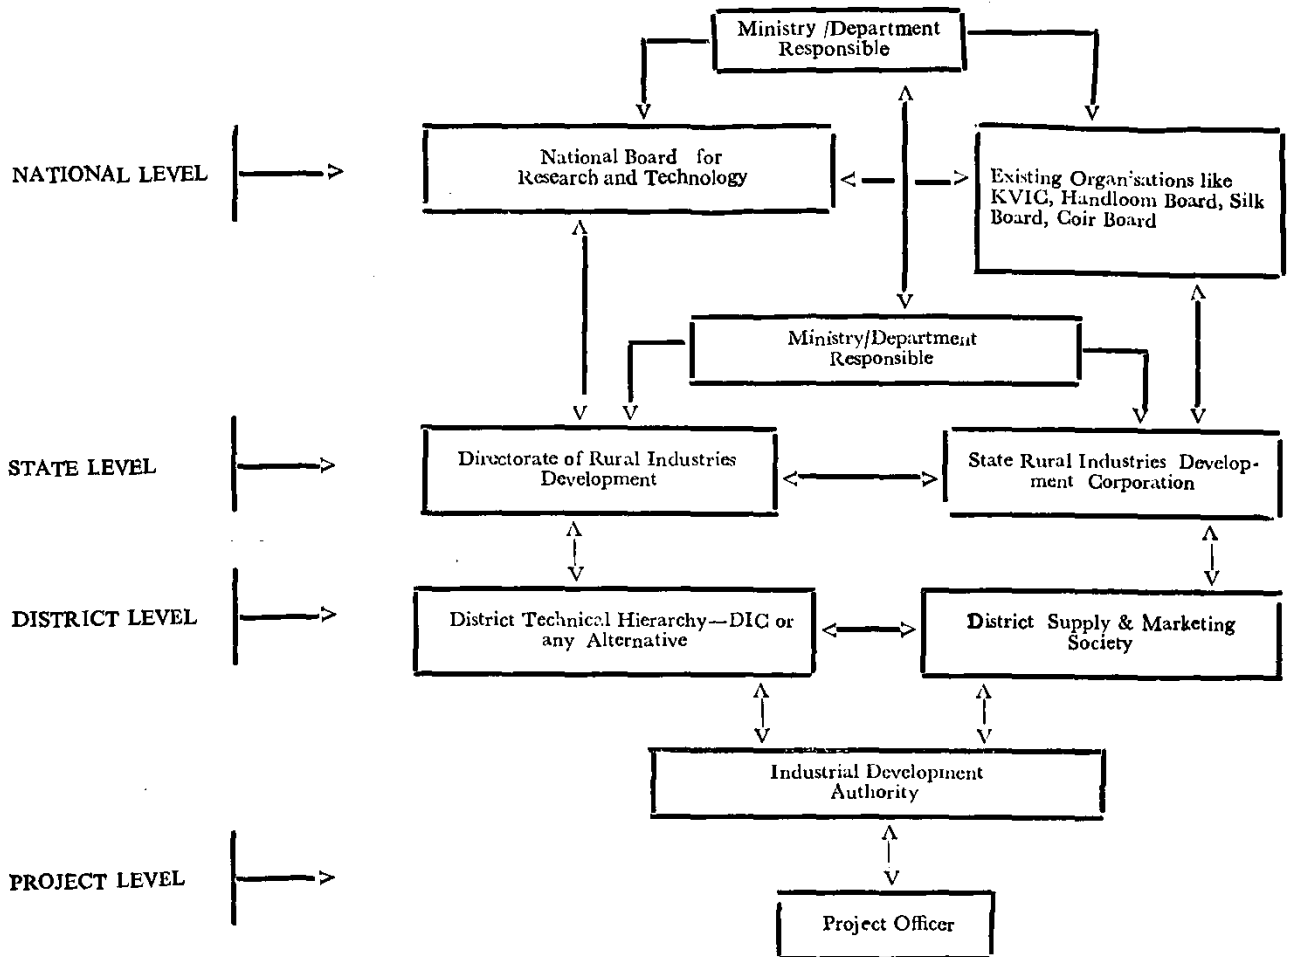 Ministry /Department
Responsible
NATIONAL LEVEL
National Board for
Research and Technology
Existing Organ'sations like
KVIC, Handloom Board, Silk
Board, Coir Board
Ministry/Department
Responsible
STATE LEVEL
Directorate of Rural Industries
Development
State Rural Industries Develop-
ment Corporation
DISTRICT LEVEL
District Technical Hierarchy—DIC or
any Alternative
District Supply & Marketing
Society
Industrial Development
Authority
PROJECT LEVEL
Project Officer